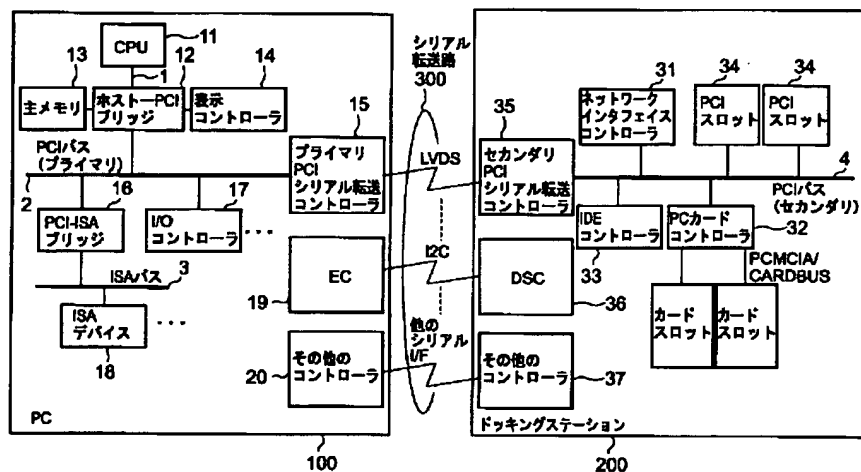 CPU
11
13
1
12
14
主メモリ
ホストーPCI
ブリッジ
表示
コントローラ
PCIバス
(プライマリ)
2
16
PCI-ISA
ブリッジ
17
I/O
コントローラ
...
ISAバス
3
ISA
デバイス
...
18
15
プライマリ
PCI
シリアル転送
コントローラ
19
EC
20
その他の
コントローラ
PC
100
シリアル
転送路
300
LVDS
I2C
他の
シリアル
I/F
35
セカンダリ
PCI
シリアル転送
コントローラ
31
ネットワーク
インタフェイス
コントローラ
34
PCI
スロット
34
PCI
スロット
4
PCIバス
(セカンダリ)
IDE
コントローラ
33
PCカード
コントローラ
32
PCMCIA/
CARDBUS
カード
スロット
カード
スロット
DSC
36
その他の
コントローラ
37
ドッキングステーション
200